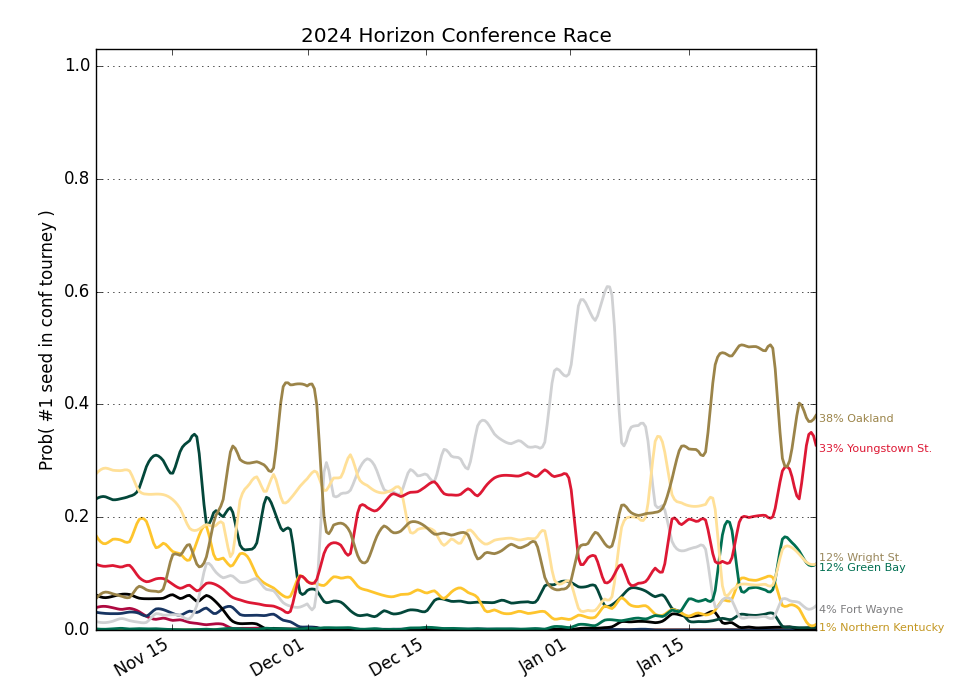 2024 Horizon Conference Race
Prob( #1 seed in conf tourney )
1.0
0.8
0.6
0.4
0.2
0.0
Nov 15
Dec 01
Dec 15
Jan 01
Jan 15
38% Oakland
33% Youngstown St.
12% Wright St.
12% Green Bay
4% Fort Wayne
1% Northern Kentucky